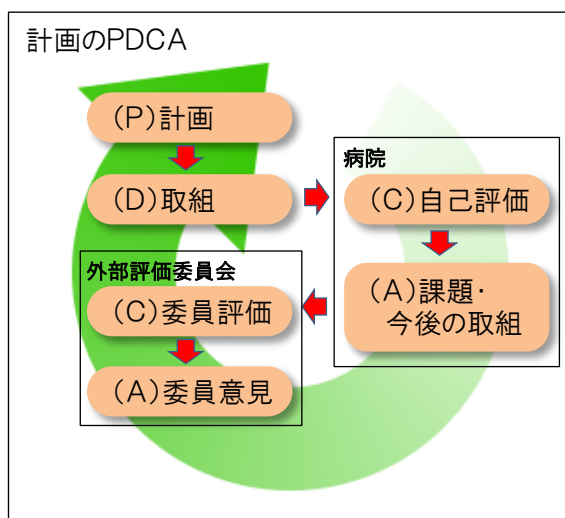 計画のPDCA
(P)計画
(D)取組
病院
(C)自己評価
(A)課題・
今後の取組
外部評価委員会
(C)委員評価
(A)委員意見